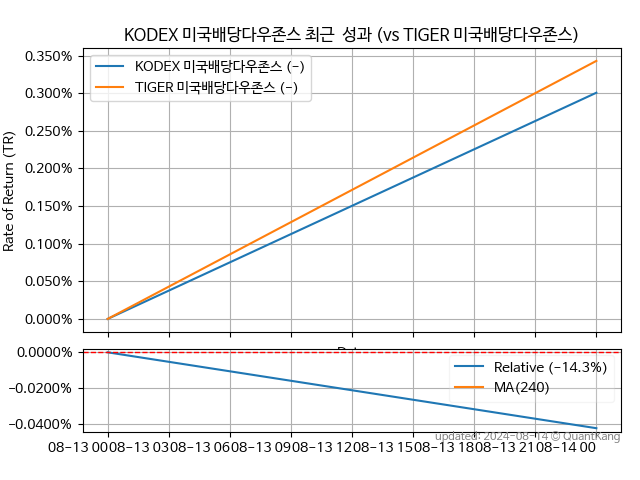 KODEX 미국배당다우존스 최근  성과 (vs TIGER 미국배당다우존스)
KODEX 미국배당다우존스 (-)
TIGER 미국배당다우존스 (-)
Rate of Return (TR)
0.350%
0.300%
0.250%
0.200%
0.150%
0.100%
0.050%
0.000%
0.0000%
−0.0200%
−0.0400%
Relative (-14.3%)
MA(240)
updated: 2024-08-14 © QuantKang
08-13 00 08-13 03 08-13 06 08-13 09 08-13 12 08-13 15 08-13 18 08-13 21 08-14 00